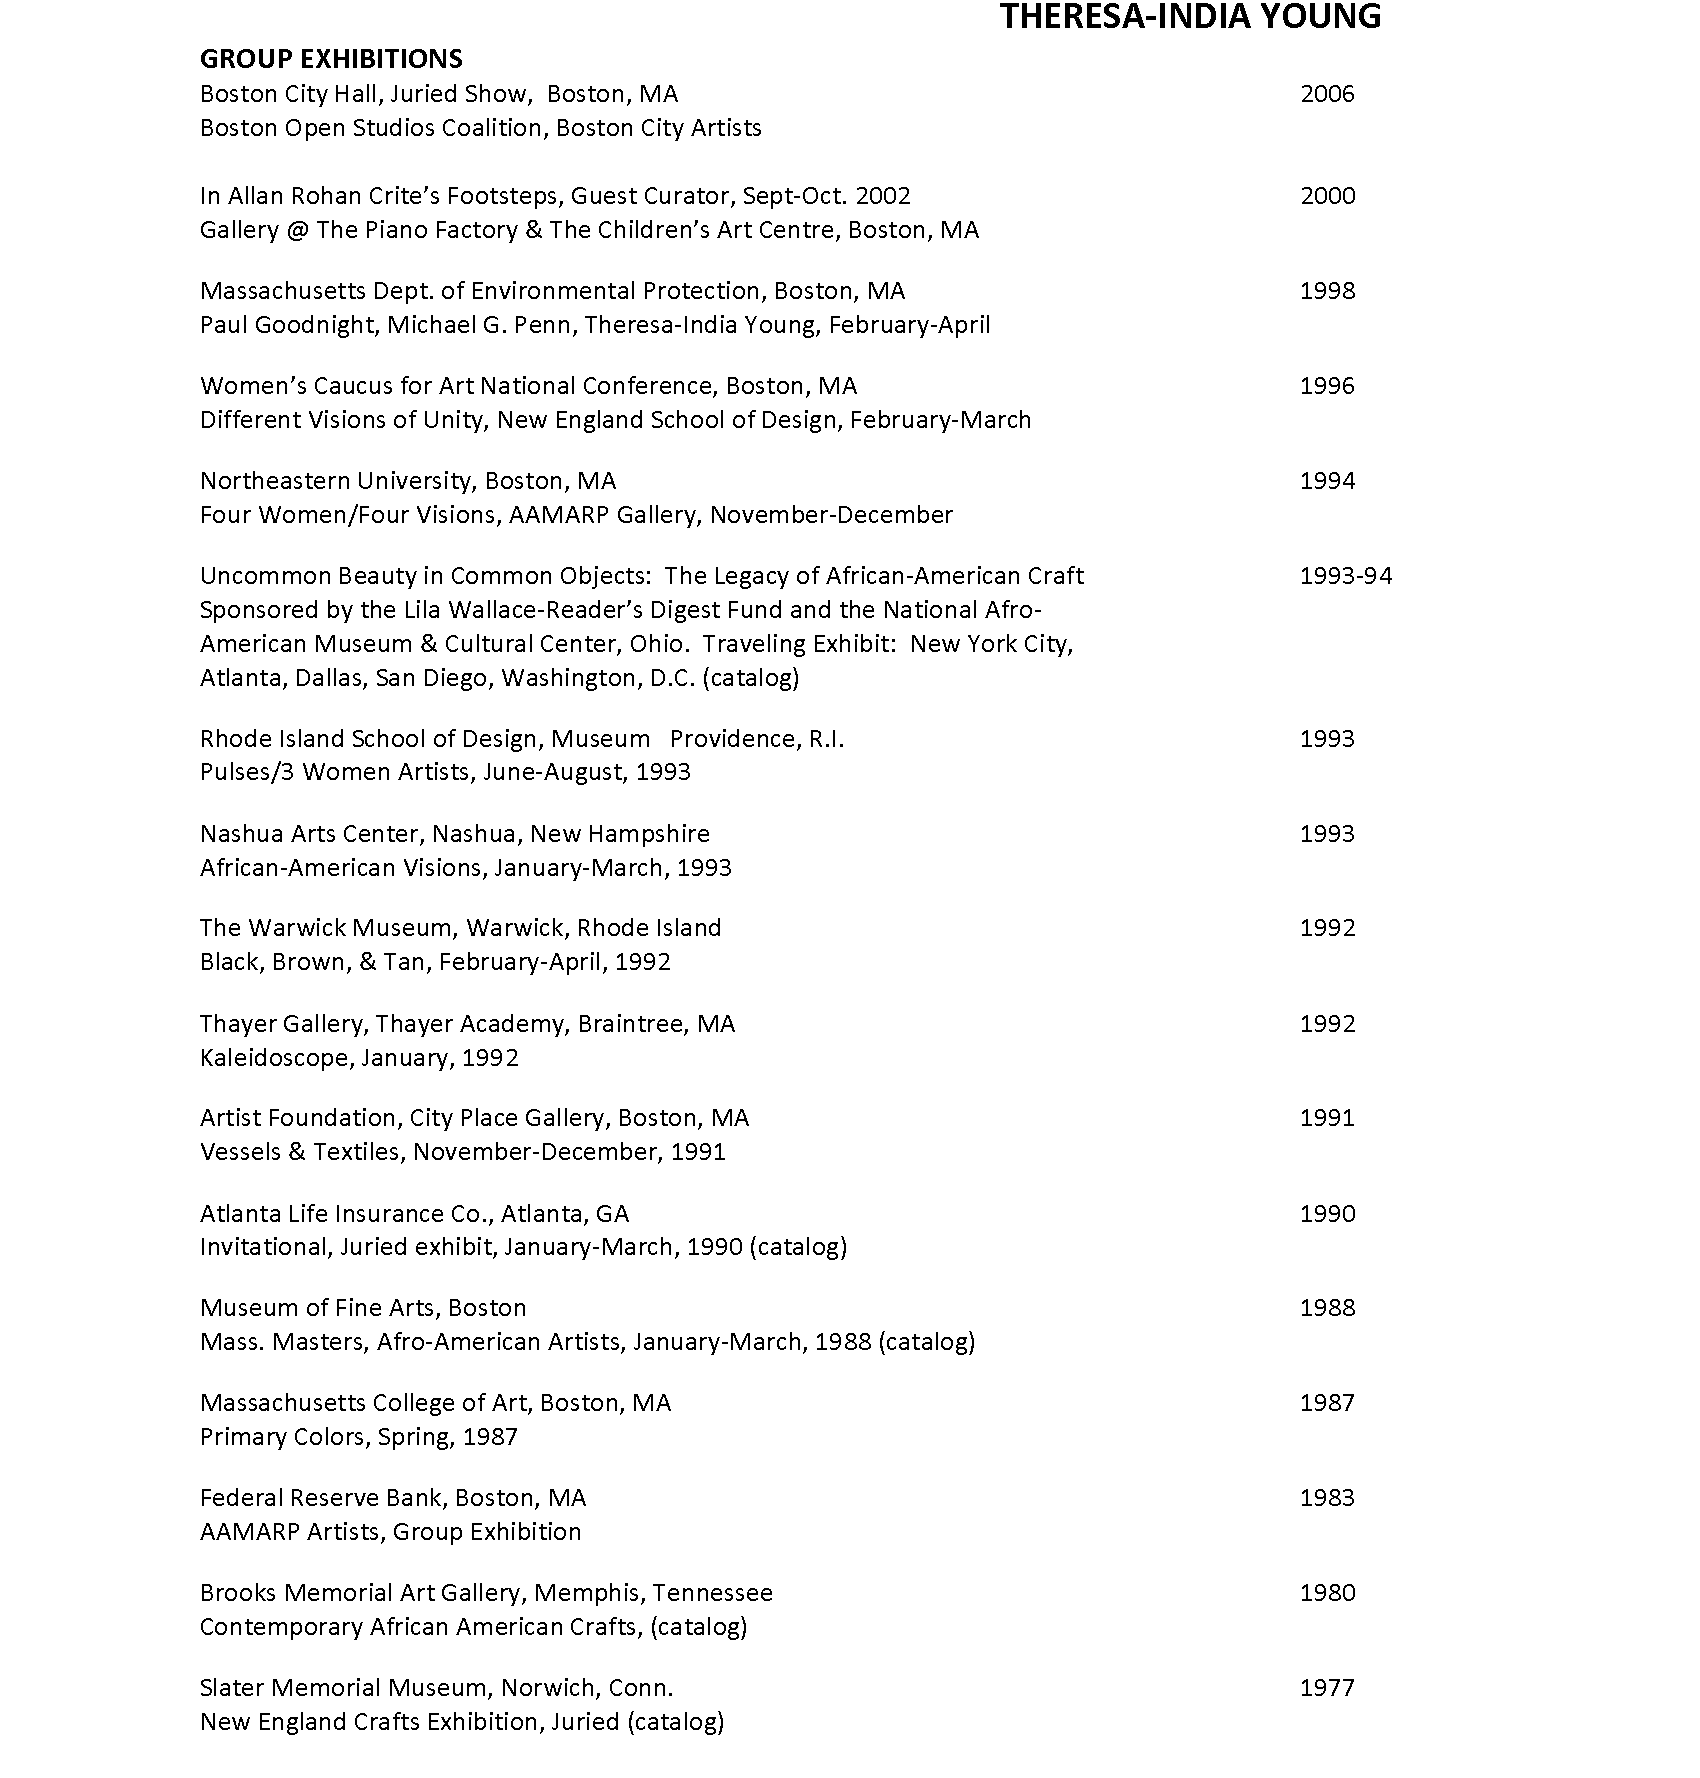 THERESA-INDIA YOUNG
GROUP EXHIBITIONS
Boston City Hall, Juried Show,  Boston, MA 2006
Boston Open Studios Coalition, Boston City Artists
In Allan Rohan Crite’s Footsteps, Guest Curator, Sept-Oct. 2002 2000
Gallery @ The Piano Factory & The Children’s Art Centre, Boston, MA
Massachusetts Dept. of Environmental Protection, Boston, MA 1998
Paul Goodnight, Michael G. Penn, Theresa-India Young, February-April
Women’s Caucus for Art National Conference, Boston, MA 1996
Different Visions of Unity, New England School of Design, February-March
Northeastern University, Boston, MA 1994
Four Women/Four Visions, AAMARP Gallery, November-December
Uncommon Beauty in Common Objects:  The Legacy of African-American Craft 1993-94
Sponsored by the Lila Wallace-Reader’s Digest Fund and the National Afro-
American Museum & Cultural Center, Ohio.  Traveling Exhibit:  New York City,
Atlanta, Dallas, San Diego, Washington, D.C. (catalog)
Rhode Island School of Design, Museum   Providence, R.I. 1993
Pulses/3 Women Artists, June-August, 1993
Nashua Arts Center, Nashua, New Hampshire 1993
African-American Visions, January-March, 1993
The Warwick Museum, Warwick, Rhode Island 1992
Black, Brown, & Tan, February-April, 1992
Thayer Gallery, Thayer Academy, Braintree, MA 1992
Kaleidoscope, January, 1992
Artist Foundation, City Place Gallery, Boston, MA 1991
Vessels & Textiles, November-December, 1991
Atlanta Life Insurance Co., Atlanta, GA 1990
Invitational, Juried exhibit, January-March, 1990 (catalog)
Museum of Fine Arts, Boston 1988
Mass. Masters, Afro-American Artists, January-March, 1988 (catalog)
Massachusetts College of Art, Boston, MA 1987
Primary Colors, Spring, 1987
Federal Reserve Bank, Boston, MA 1983
AAMARP Artists, Group Exhibition
Brooks Memorial Art Gallery, Memphis, Tennessee 1980
Contemporary African American Crafts, (catalog)
Slater Memorial Museum, Norwich, Conn. 1977
New England Crafts Exhibition, Juried (catalog)